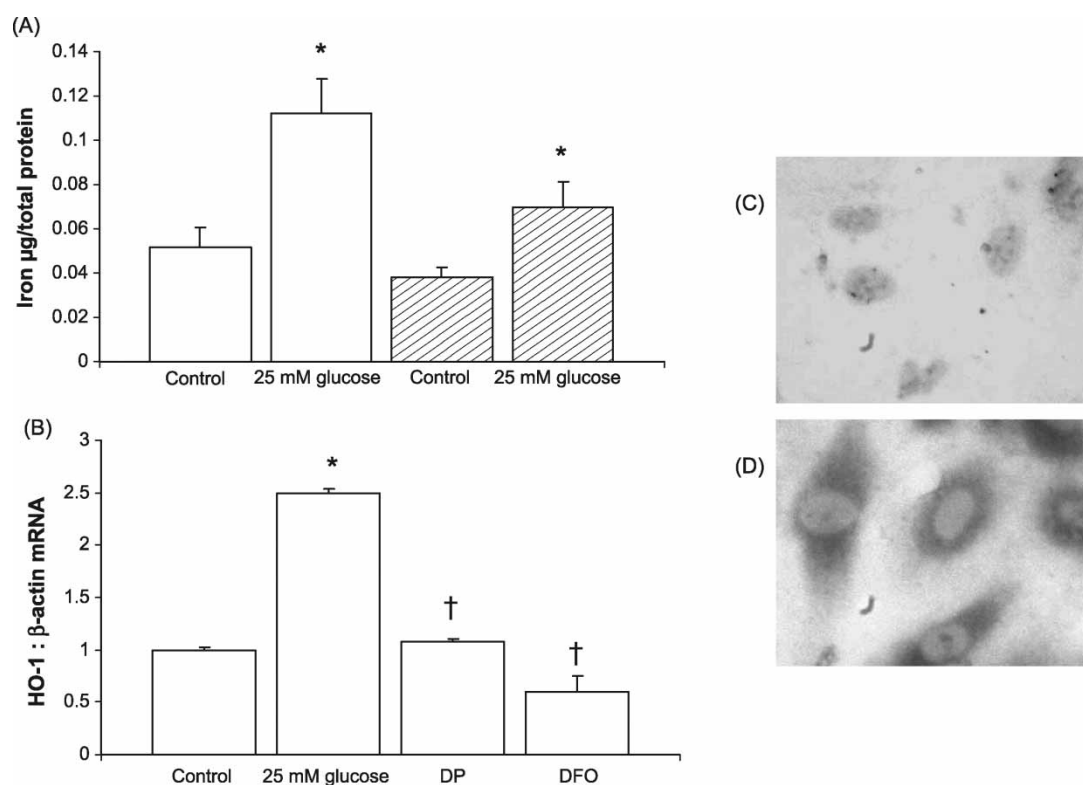 (A)
Iron µg/total protein
0.14
0.12
0.1
0.08
0.06
0.04
0.02
0
*
*
Control 25 mM glucose Control 25 mM glucose
(B)
HO-1 : β-actin mRNA
3
2.5
2
1.5
1
0.5
0
*
†
†
Control 25 mM glucose DP DFO
(C)
(D)